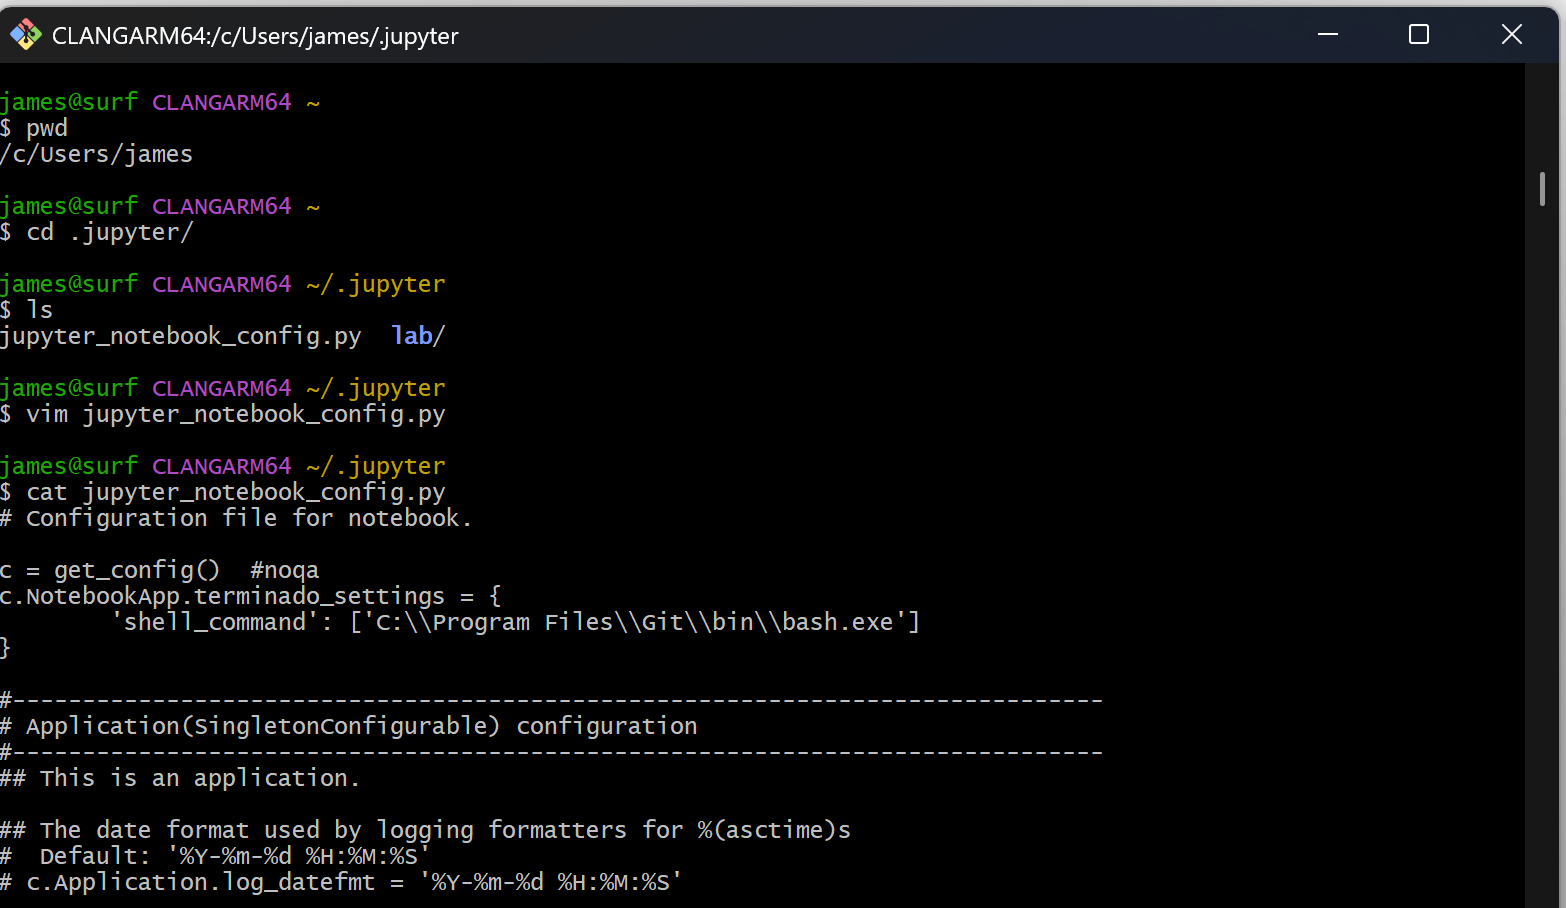 CLANGARM64:/c/Users/james/.jupyter
james@surf CLANGARM64 ~
$ pwd
/c/Users/james
james@surf CLANGARM64 ~
$ cd .jupyter/
james@surf CLANGARM64 ~/.jupyter
$ ls
jupyter_notebook_config.py  lab/
james@surf CLANGARM64 ~/.jupyter
$ vim jupyter_notebook_config.py
james@surf CLANGARM64 ~/.jupyter
$ cat jupyter_notebook_config.py
# Configuration file for notebook.
c = get_config()  #noqa
c.NotebookApp.terminado_settings = {
        'shell_command': ['C:\\Program Files\\Git\\bin\\bash.exe']
}
#------------------------------------------------------------------------------
# Application(SingletonConfigurable) configuration
#------------------------------------------------------------------------------
## This is an application.
## The date format used by logging formatters for %(asctime)s
#  Default: '%Y-%m-%d %H:%M:%S'
# c.Application.log_datefmt = '%Y-%m-%d %H:%M:%S'